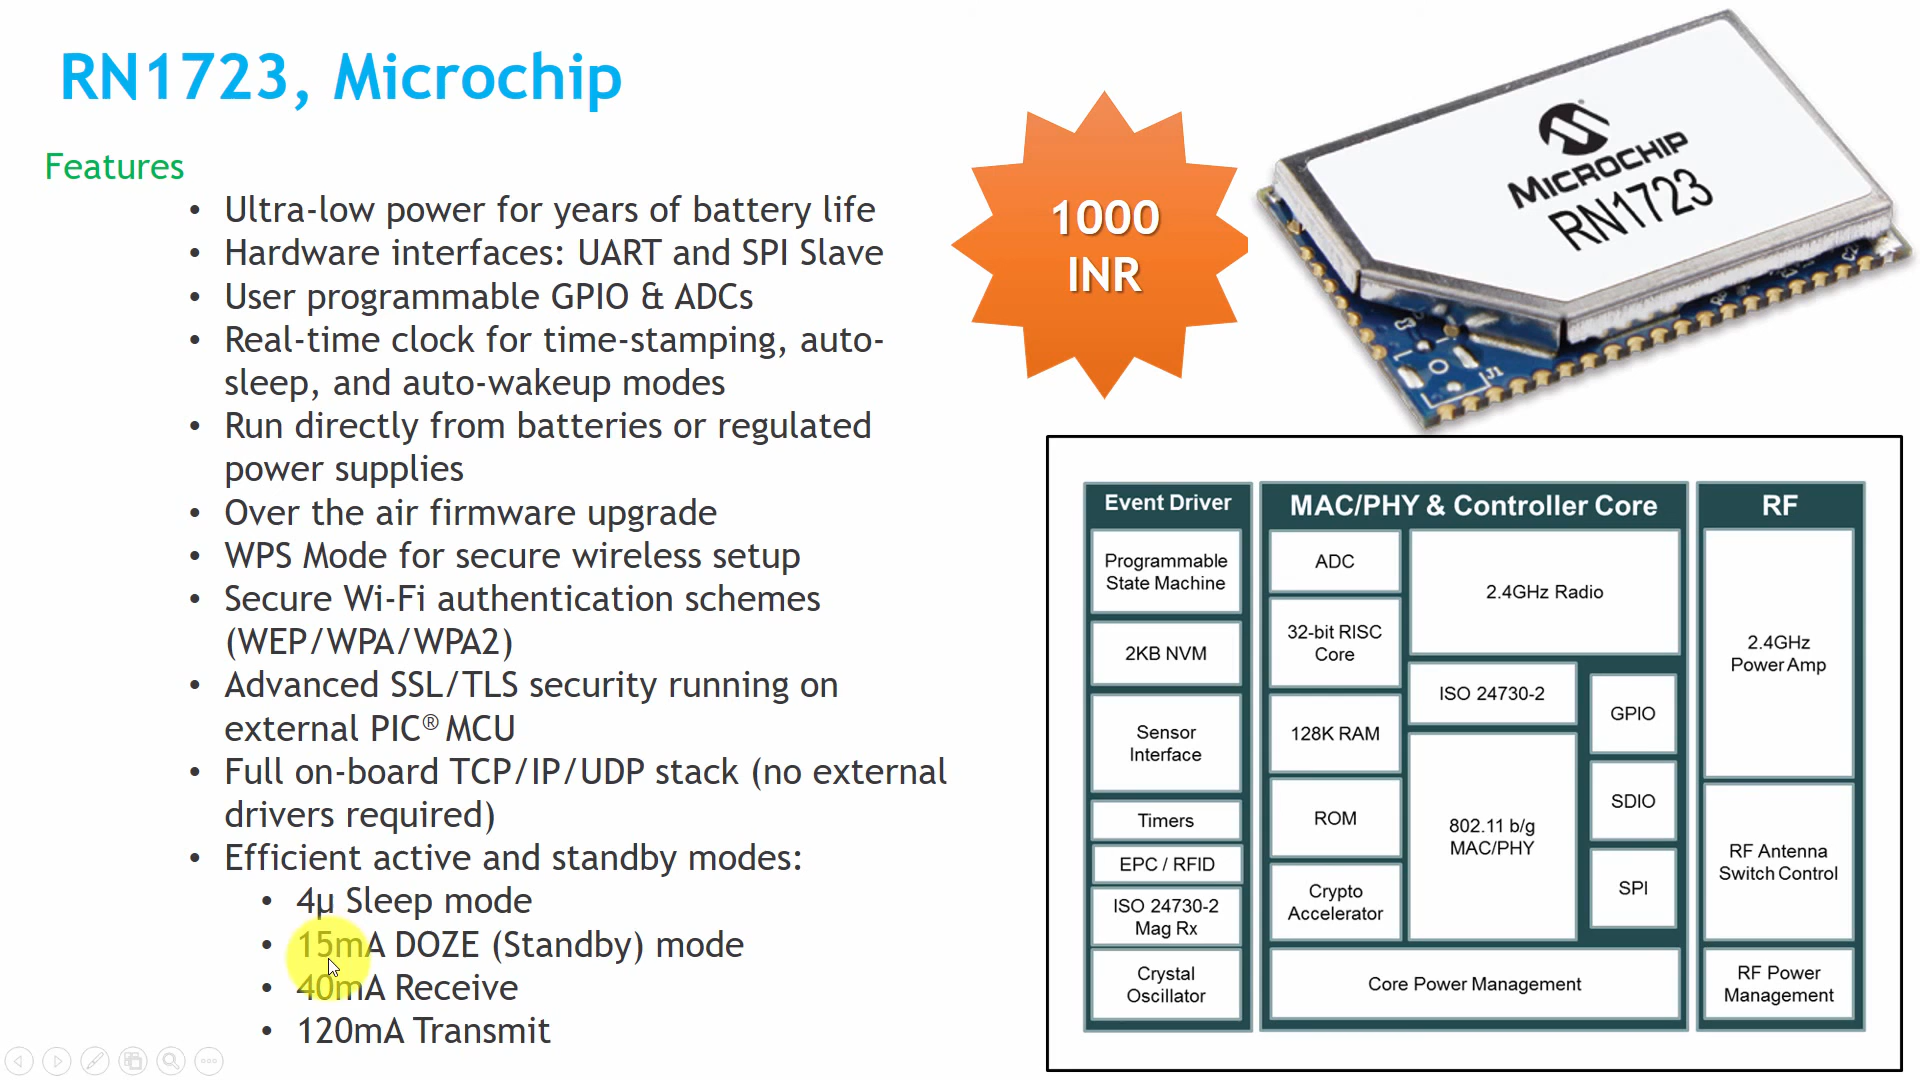 RN1723, Microchip
Features
• Ultra-low power for years of battery life
• Hardware interfaces: UART and SPI Slave
• User programmable GPIO & ADCs
• Real-time clock for time-stamping, auto-
sleep, and auto-wakeup modes
• Run directly from batteries or regulated
power supplies
• Over the air firmware upgrade
• WPS Mode for secure wireless setup
• Secure Wi-Fi authentication schemes
(WEP/WPA/WPA2)
• Advanced SSL/TLS security running on
external PIC® MCU
• Full on-board TCP/IP/UDP stack (no external
drivers required)
• Efficient active and standby modes:
• 4µ Sleep mode
• 15mA DOZE (Standby) mode
• 40mA Receive
• 120mA Transmit
1000
INR
MICROCHIP
RN1723
J1
Event Driver
Programmable
State Machine
2KB NVM
Sensor
Interface
Timers
EPC / RFID
ISO 24730-2
Mag Rx
Crystal
Oscillator
MAC/PHY & Controller Core
ADC
32-bit RISC
Core
128K RAM
ROM
Crypto
Accelerator
2.4GHz Radio
ISO 24730-2
802.11 b/g
MAC/PHY
GPIO
SDIO
SPI
Core Power Management
RF
2.4GHz
Power Amp
RF Antenna
Switch Control
RF Power
Management